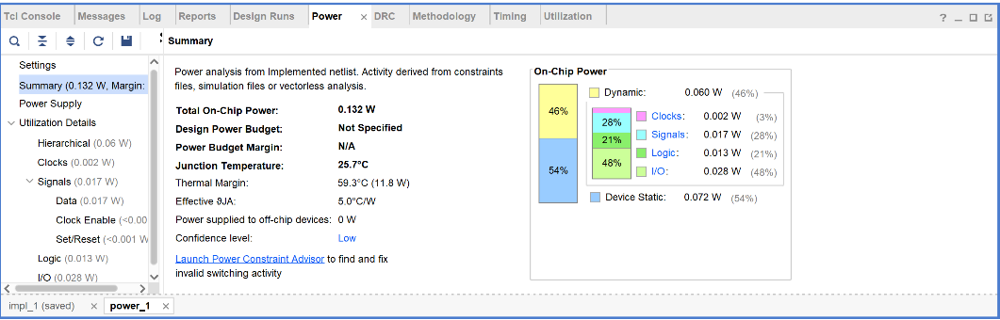 Tcl Console Messages Log Reports Design Runs Power × DRC Methodology Timing Utilization ? _
Summary
Settings
Summary (0.132 W, Margin:
Power Supply
Utilization Details
Hierarchical (0.06 W)
Clocks (0.002 W)
Signals (0.017 W)
Data (0.017 W)
Clock Enable (<0.00
Set/Reset (<0.001 W
Logic (0.013 W)
I/O (0.028 W)
Power analysis from Implemented netlist. Activity derived from constraints
files, simulation files or vectorless analysis.
Total On-Chip Power: 0.132 W
Design Power Budget: Not Specified
Power Budget Margin: N/A
Junction Temperature: 25.7°C
Thermal Margin: 59.3°C (11.8 W)
Effective ϑJA: 5.0°C/W
Power supplied to off-chip devices: 0 W
Confidence level: Low
Launch Power Constraint Advisor to find and fix
invalid switching activity
On-Chip Power
46%
54%
Dynamic: 0.060 W (46%)
28%
21%
48%
Clocks: 0.002 W (3%)
Signals: 0.017 W (28%)
Logic: 0.013 W (21%)
I/O: 0.028 W (48%)
Device Static: 0.072 W (54%)
impl_1 (saved) × power_1 ×